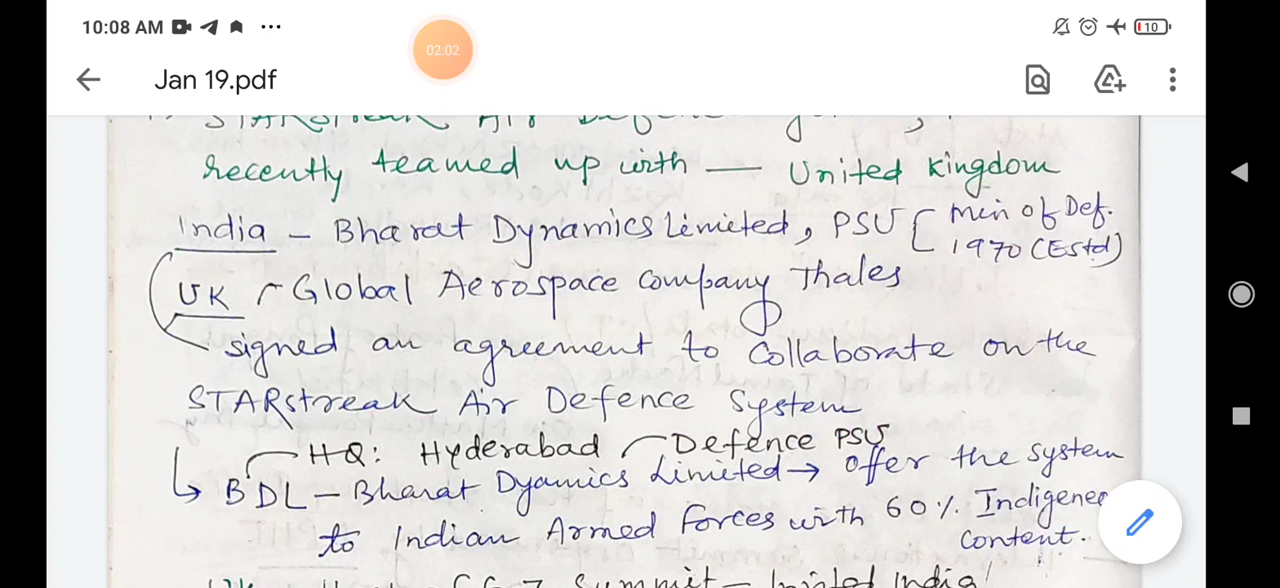 10:08 AM
02:02
10
Jan 19.pdf
recently teamed up with — United Kingdom
India – Bharat Dynamics Limited, PSU [ Min of Def.
1970 (Estd)
UK – Global Aerospace Company Thales
signed an agreement to collaborate on the
STARstreak Air Defence System
HQ: Hyderabad Defence PSU
↳ BDL – Bharat Dyamics Limited → offer the system
to Indian Armed Forces with 60%
content.